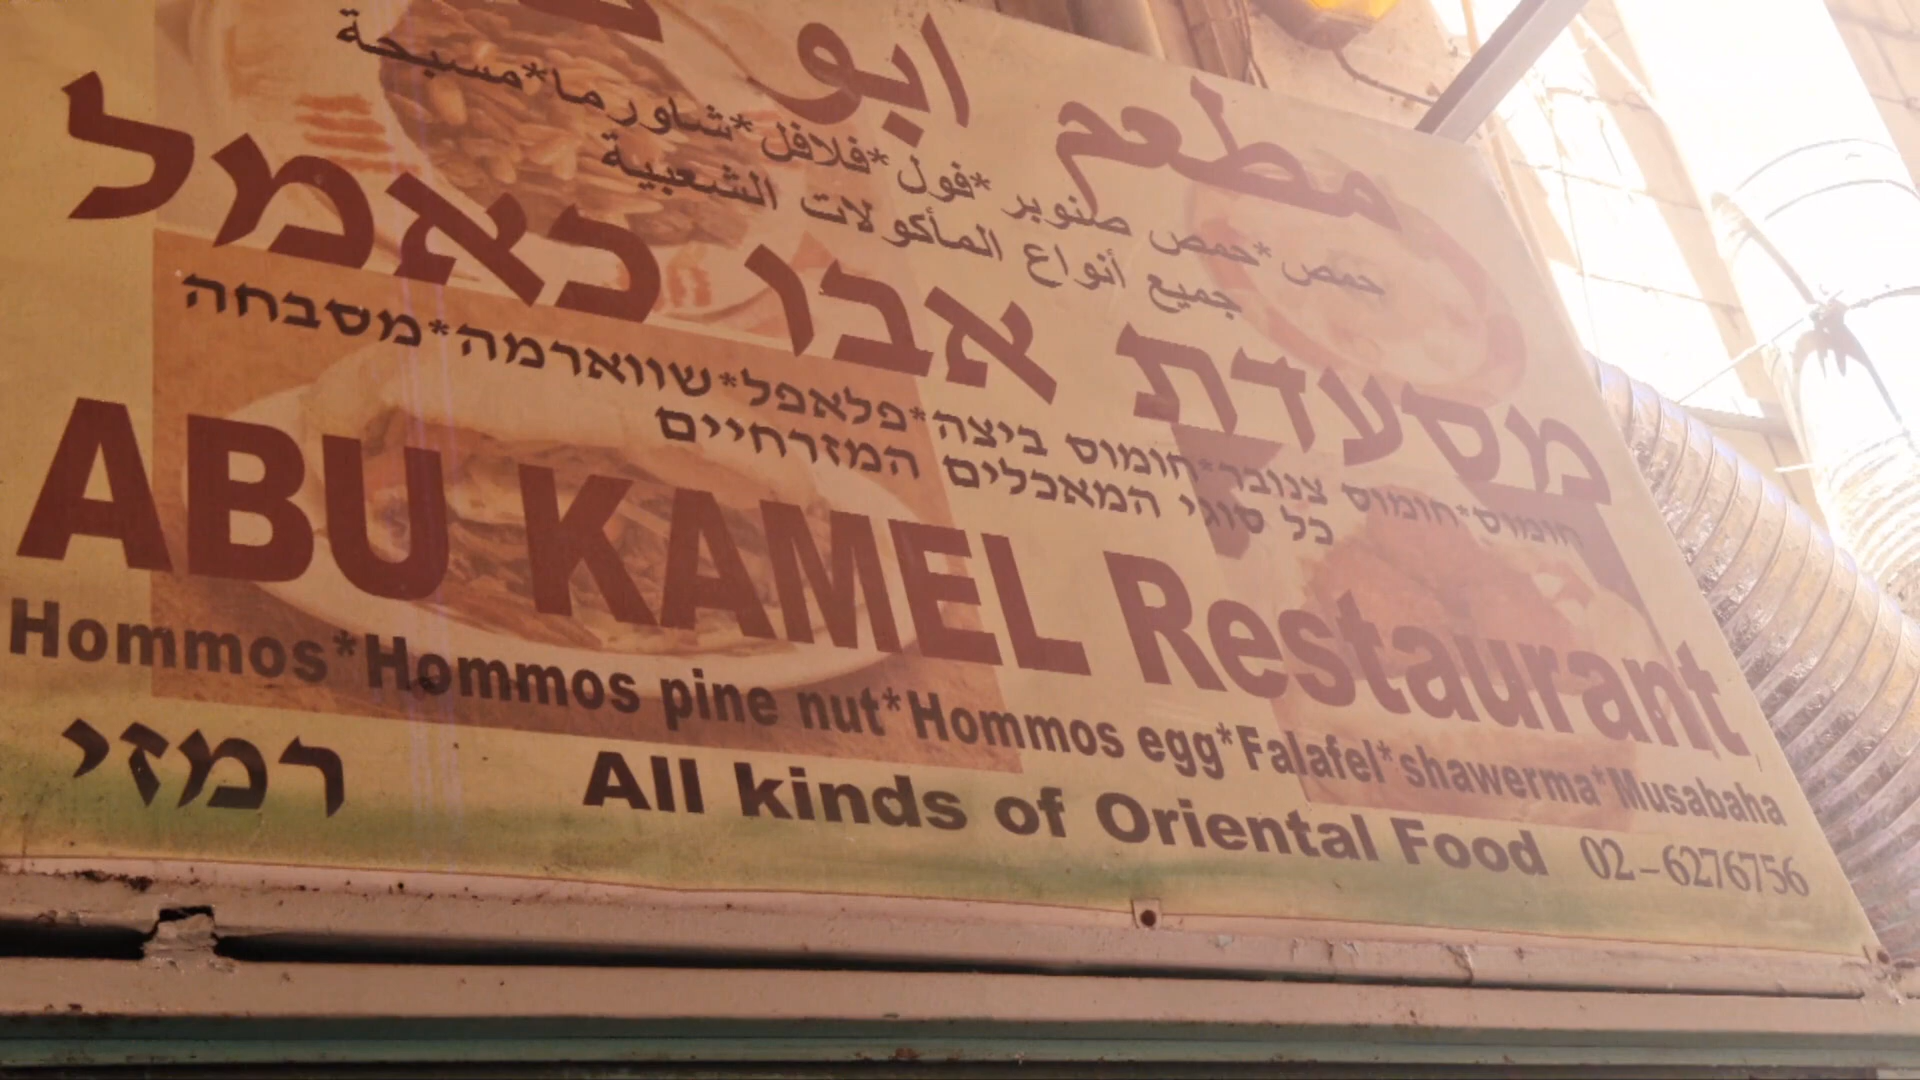 مطعم ابو
حمص*حمص صنوبر *فول*فلافل*شاورما*مسبحة
جميع أنواع المأكولات الشعبية
מסעדת אבו כאמל
חומוס*חומוס צנובר*חומוס ביצה*פלאפל*שווארמה*מסבחה
כל סוגי המאכלים המזרחיים
ABU KAMEL Restaurant
Hommos*Hommos pine nut*Hommos egg*Falafel*shawerma*Musabaha
רמזי All kinds of Oriental Food 02-6276756